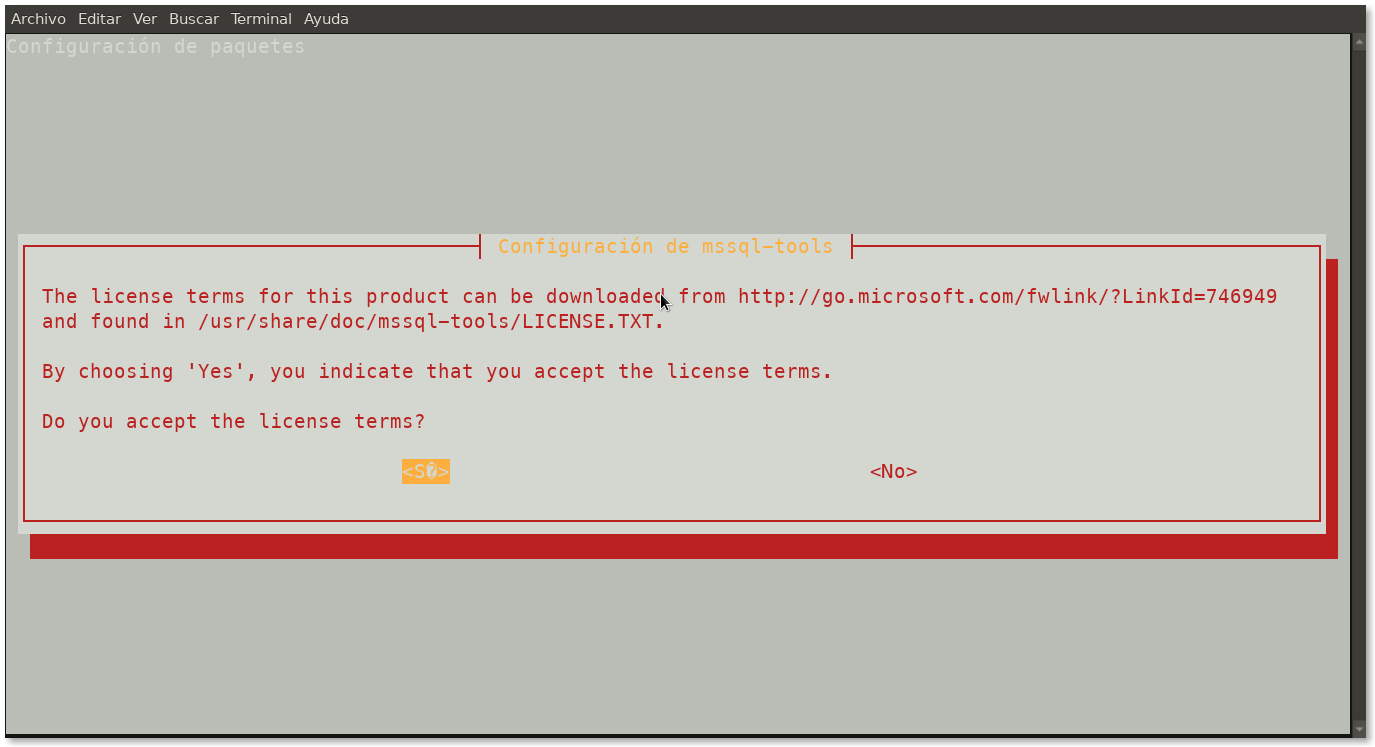 Archivo Editar Ver Buscar Terminal Ayuda
Configuración de paquetes
Configuración de mssql-tools
The license terms for this product can be downloaded from http://go.microsoft.com/fwlink/?LinkId=746949
and found in /usr/share/doc/mssql-tools/LICENSE.TXT.
By choosing 'Yes', you indicate that you accept the license terms.
Do you accept the license terms?
<S�> <No>